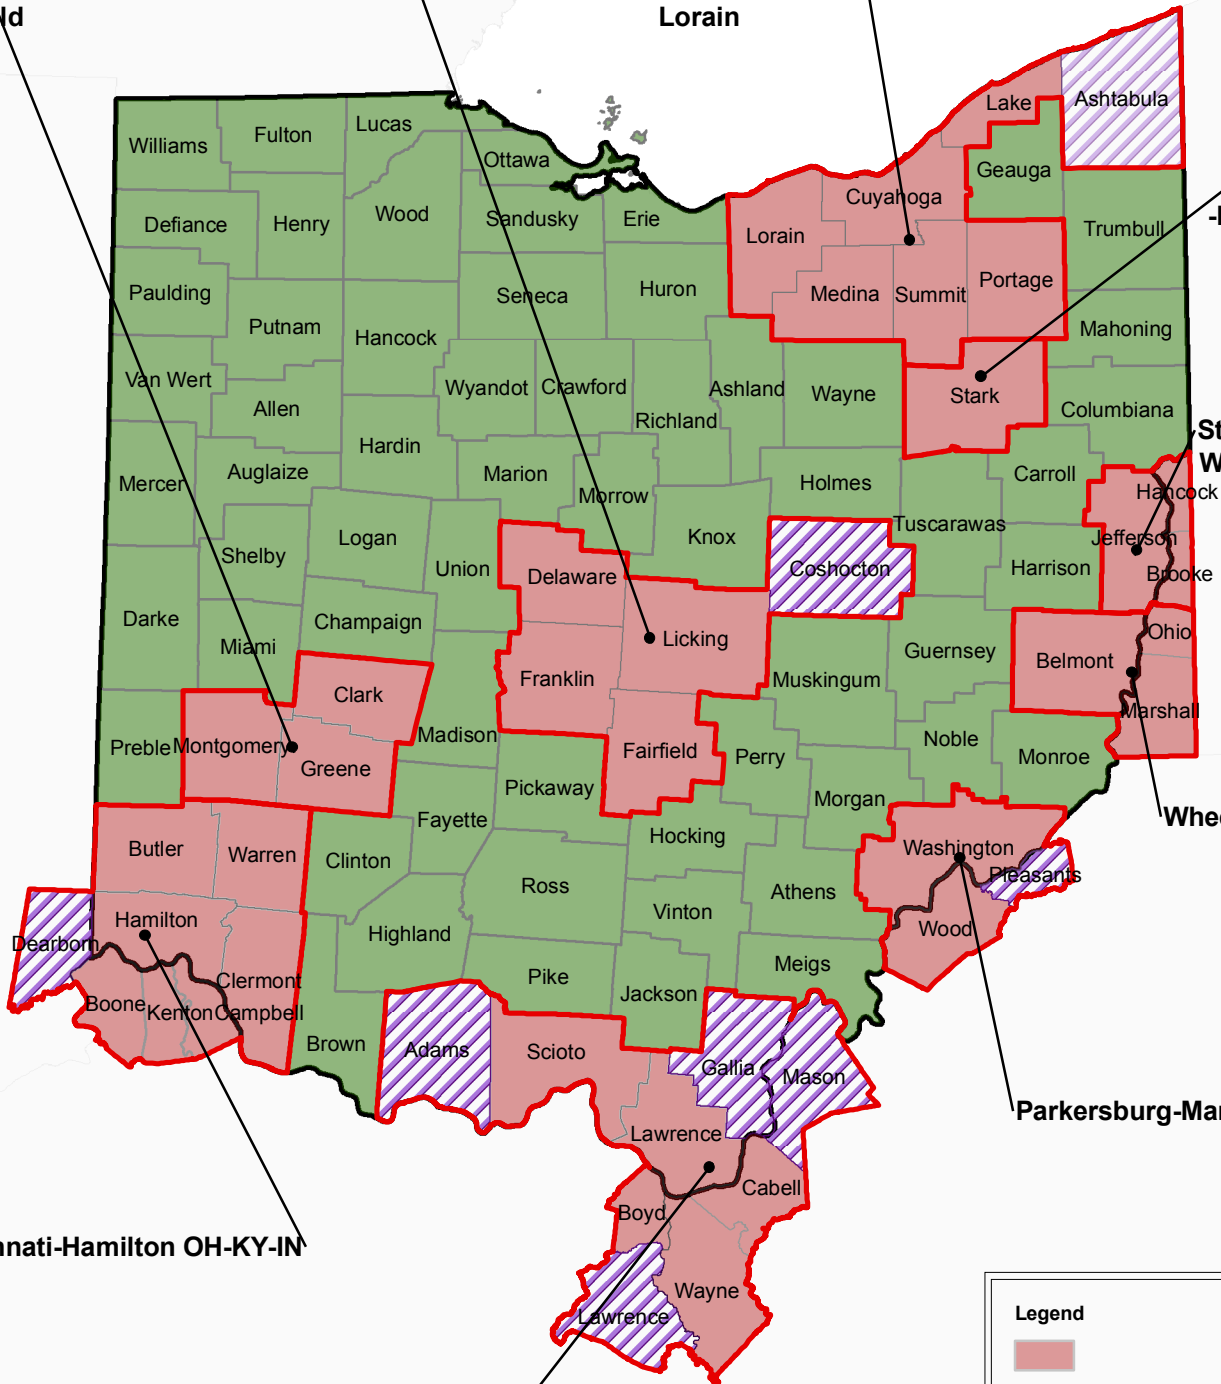 ld
Lorain
Lake
Ashtabula
Lucas
Fulton
Williams
Ottawa
Geauga
Cuyahoga
Wood
Sandusky
Erie
Defiance
Henry
Lorain
Trumbull
Portage
Huron
Paulding
Seneca
Medina
Summit
Putnam
Mahoning
Hancock
Van Wert
Wyandot
Crawford
Ashland
Wayne
Stark
Allen
Columbiana
Richland
Hardin
Auglaize
Marion
Carroll
Mercer
Holmes
Morrow
Hancock
Tuscarawas
Knox
Logan
Jefferson
Shelby
Union
Delaware
Coshocton
Harrison
Brooke
Darke
Champaign
Licking
Ohio
Miami
Guernsey
Belmont
Franklin
Muskingum
Clark
Marshall
Madison
Noble
Preble
Montgomery
Fairfield
Perry
Monroe
Greene
Pickaway
Morgan
Fayette
Whe
Hocking
Butler
Warren
Clinton
Washington
Pleasants
Ross
Athens
Vinton
Hamilton
Highland
Wood
Dearborn
Meigs
Clermont
Pike
Jackson
Boone
Kenton
Campbell
Brown
Adams
Scioto
Gallia
Mason
Parkersburg-Mar
Lawrence
Cabell
Boyd
nnati-Hamilton OH-KY-IN
Wayne
Lawrence
Legend
St
W